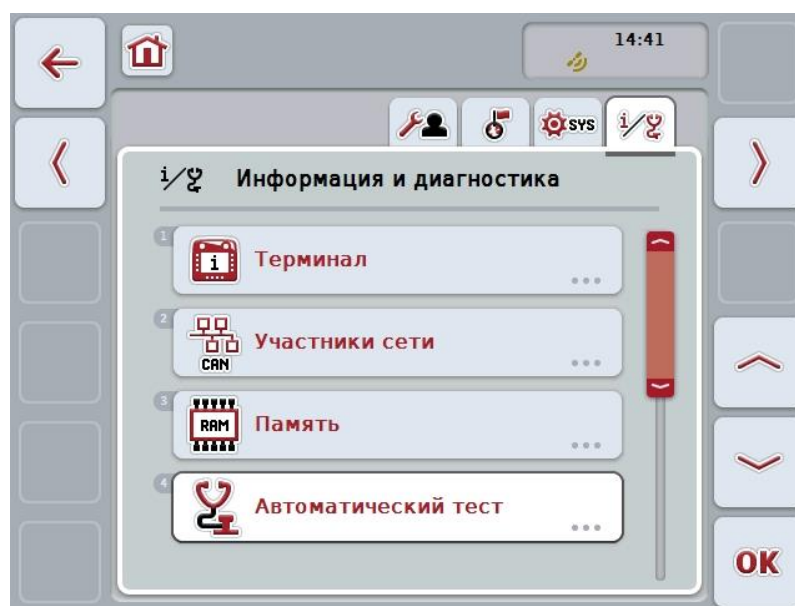 14:41
SYS
i/
i/ Информация и диагностика
1
i
Терминал
2
CAN
Участники сети
3
RAM
Память
4
Автоматический тест
OK